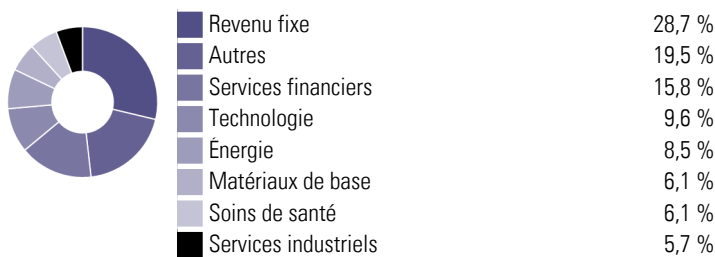 Revenu fixe 28,7 %
Autres 19,5 %
Services financiers 15,8 %
Technologie 9,6 %
Énergie 8,5 %
Matériaux de base 6,1 %
Soins de santé 6,1 %
Services industriels 5,7 %